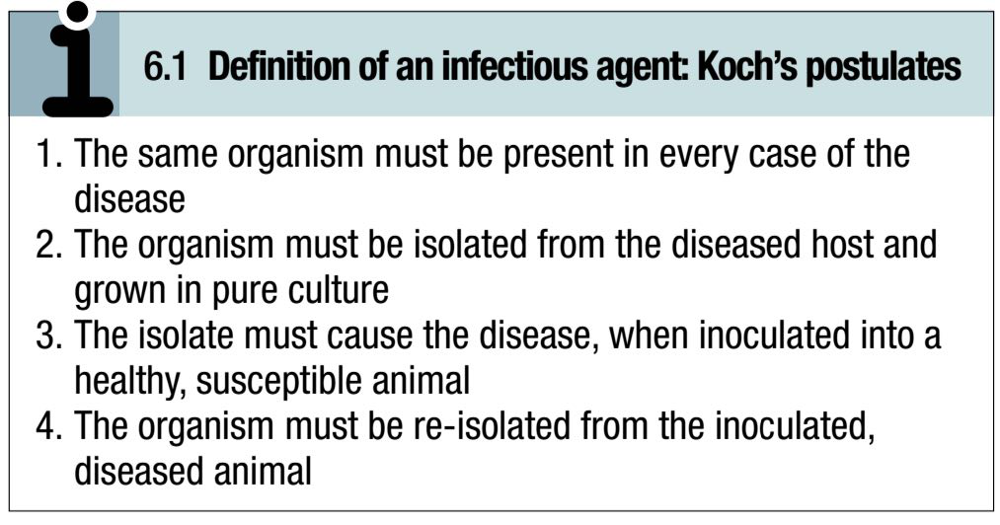 6.1 Definition of an infectious agent: Koch’s postulates
1. The same organism must be present in every case of the
disease
2. The organism must be isolated from the diseased host and
grown in pure culture
3. The isolate must cause the disease, when inoculated into a
healthy, susceptible animal
4. The organism must be re-isolated from the inoculated,
diseased animal